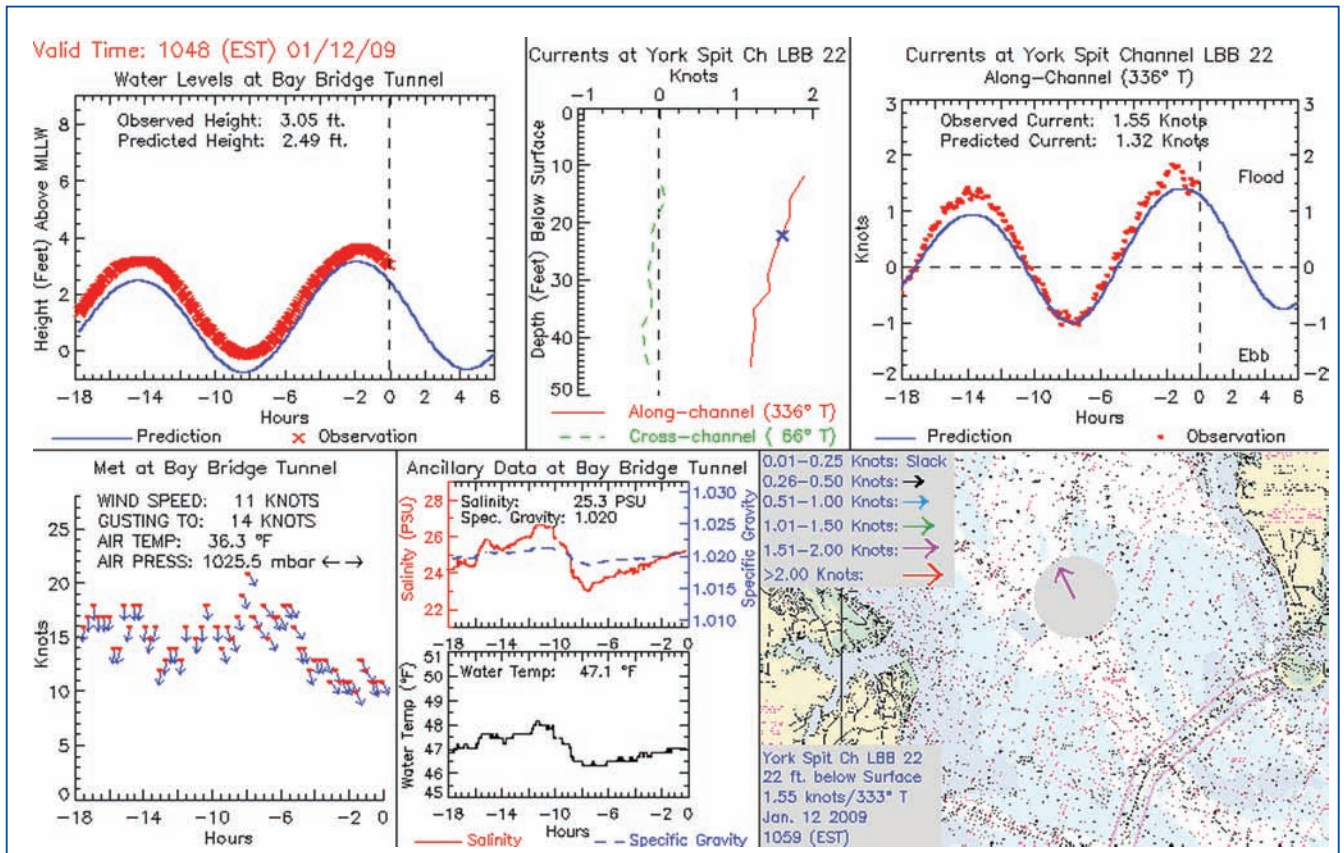 Valid Time: 1048 (EST) 01/12/09
Water Levels at Bay Bridge Tunnel
Observed Height: 3.05 ft.
Predicted Height: 2.49 ft.
Height (Feet) Above MLLW
8
6
4
2
0
-18 -14 -10 -6 -2 0 2 6
Hours
Prediction Observation
Currents at York Spit Ch LBB 22
Knots
-1 0 1 2
Depth (Feet) Below Surface
0
10
20
30
40
50
Along-channel (336° T)
Cross-channel ( 66° T)
Currents at York Spit Channel LBB 22
Along-Channel (336° T)
Observed Current: 1.55 Knots
Predicted Current: 1.32 Knots
Flood
Ebb
Knots
3 3
2 2
1 1
0 0
-1 -1
-2 -2
-18 -14 -10 -6 -2 0 2 6
Hours
Prediction Observation
Met at Bay Bridge Tunnel
WIND SPEED: 11 KNOTS
GUSTING TO: 14 KNOTS
AIR TEMP: 36.3 °F
AIR PRESS: 1025.5 mbar ←→
Knots
25
20
15
10
5
0
-18 -14 -10 -6 -2 0
Hours
Ancillary Data at Bay Bridge Tunnel
Salinity: 25.3 PSU
Spec. Gravity: 1.020
Salinity (PSU)
28
26
24
22
Specific Gravity
1.030
1.025
1.020
1.015
1.010
-18 -14 -10 -6 -2 0
Water Temp: 47.1 °F
Water Temp (°F)
51
50
49
48
47
46
45
-18 -14 -10 -6 -2 0
Hours
Salinity Specific Gravity
0.01-0.25 Knots: Slack
0.26-0.50 Knots:
0.51-1.00 Knots:
1.01-1.50 Knots:
1.51-2.00 Knots:
>2.00 Knots:
York Spit Ch LBB 22
22 ft. below Surface
1.55 knots/333° T
Jan. 12 2009
1059 (EST)